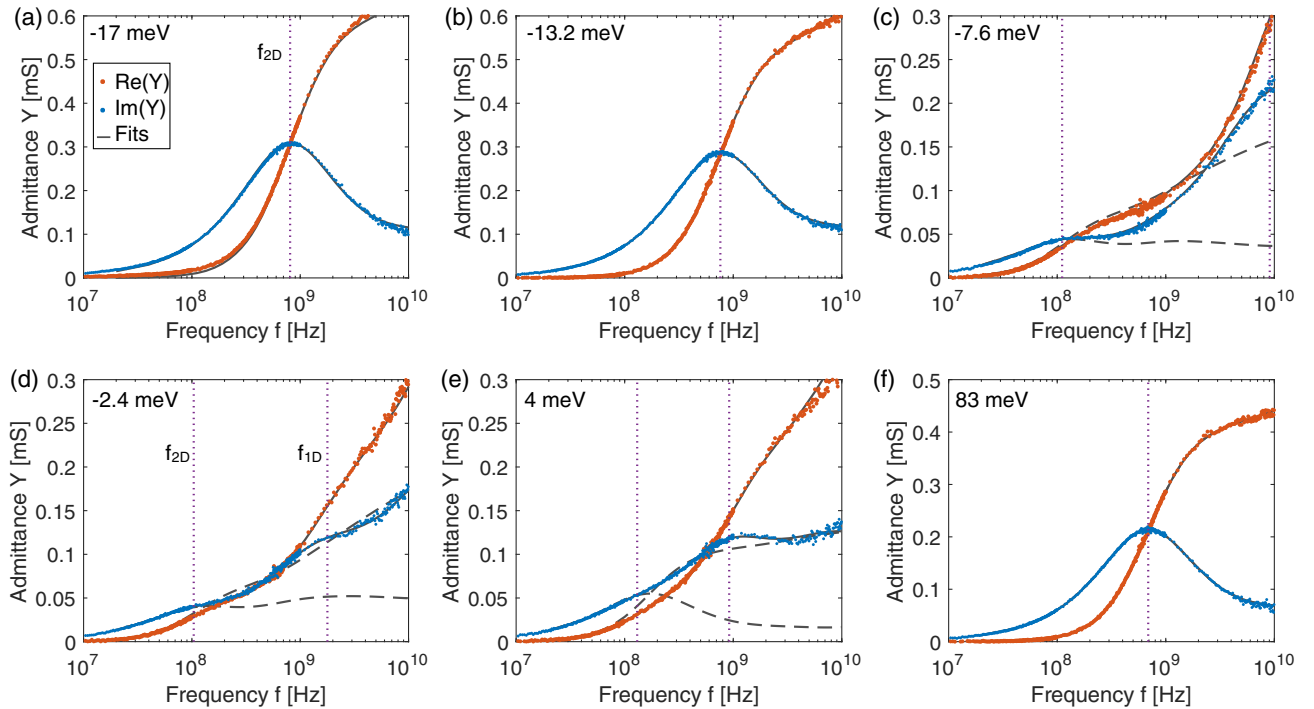 (a)
-17 meV
f2D
Re(Y)
Im(Y)
Fits
Admittance Y [mS]
0.6
0.5
0.4
0.3
0.2
0.1
0
10^7
10^8
10^9
10^10
Frequency f [Hz]
(b)
-13.2 meV
Admittance Y [mS]
0.6
0.5
0.4
0.3
0.2
0.1
0
10^7
10^8
10^9
10^10
Frequency f [Hz]
(c)
-7.6 meV
Admittance Y [mS]
0.3
0.25
0.2
0.15
0.1
0.05
0
10^7
10^8
10^9
10^10
Frequency f [Hz]
(d)
-2.4 meV
f2D
f1D
Admittance Y [mS]
0.3
0.25
0.2
0.15
0.1
0.05
0
10^7
10^8
10^9
10^10
Frequency f [Hz]
(e)
4 meV
Admittance Y [mS]
0.3
0.25
0.2
0.15
0.1
0.05
0
10^7
10^8
10^9
10^10
Frequency f [Hz]
(f)
83 meV
Admittance Y [mS]
0.5
0.4
0.3
0.2
0.1
0
10^7
10^8
10^9
10^10
Frequency f [Hz]